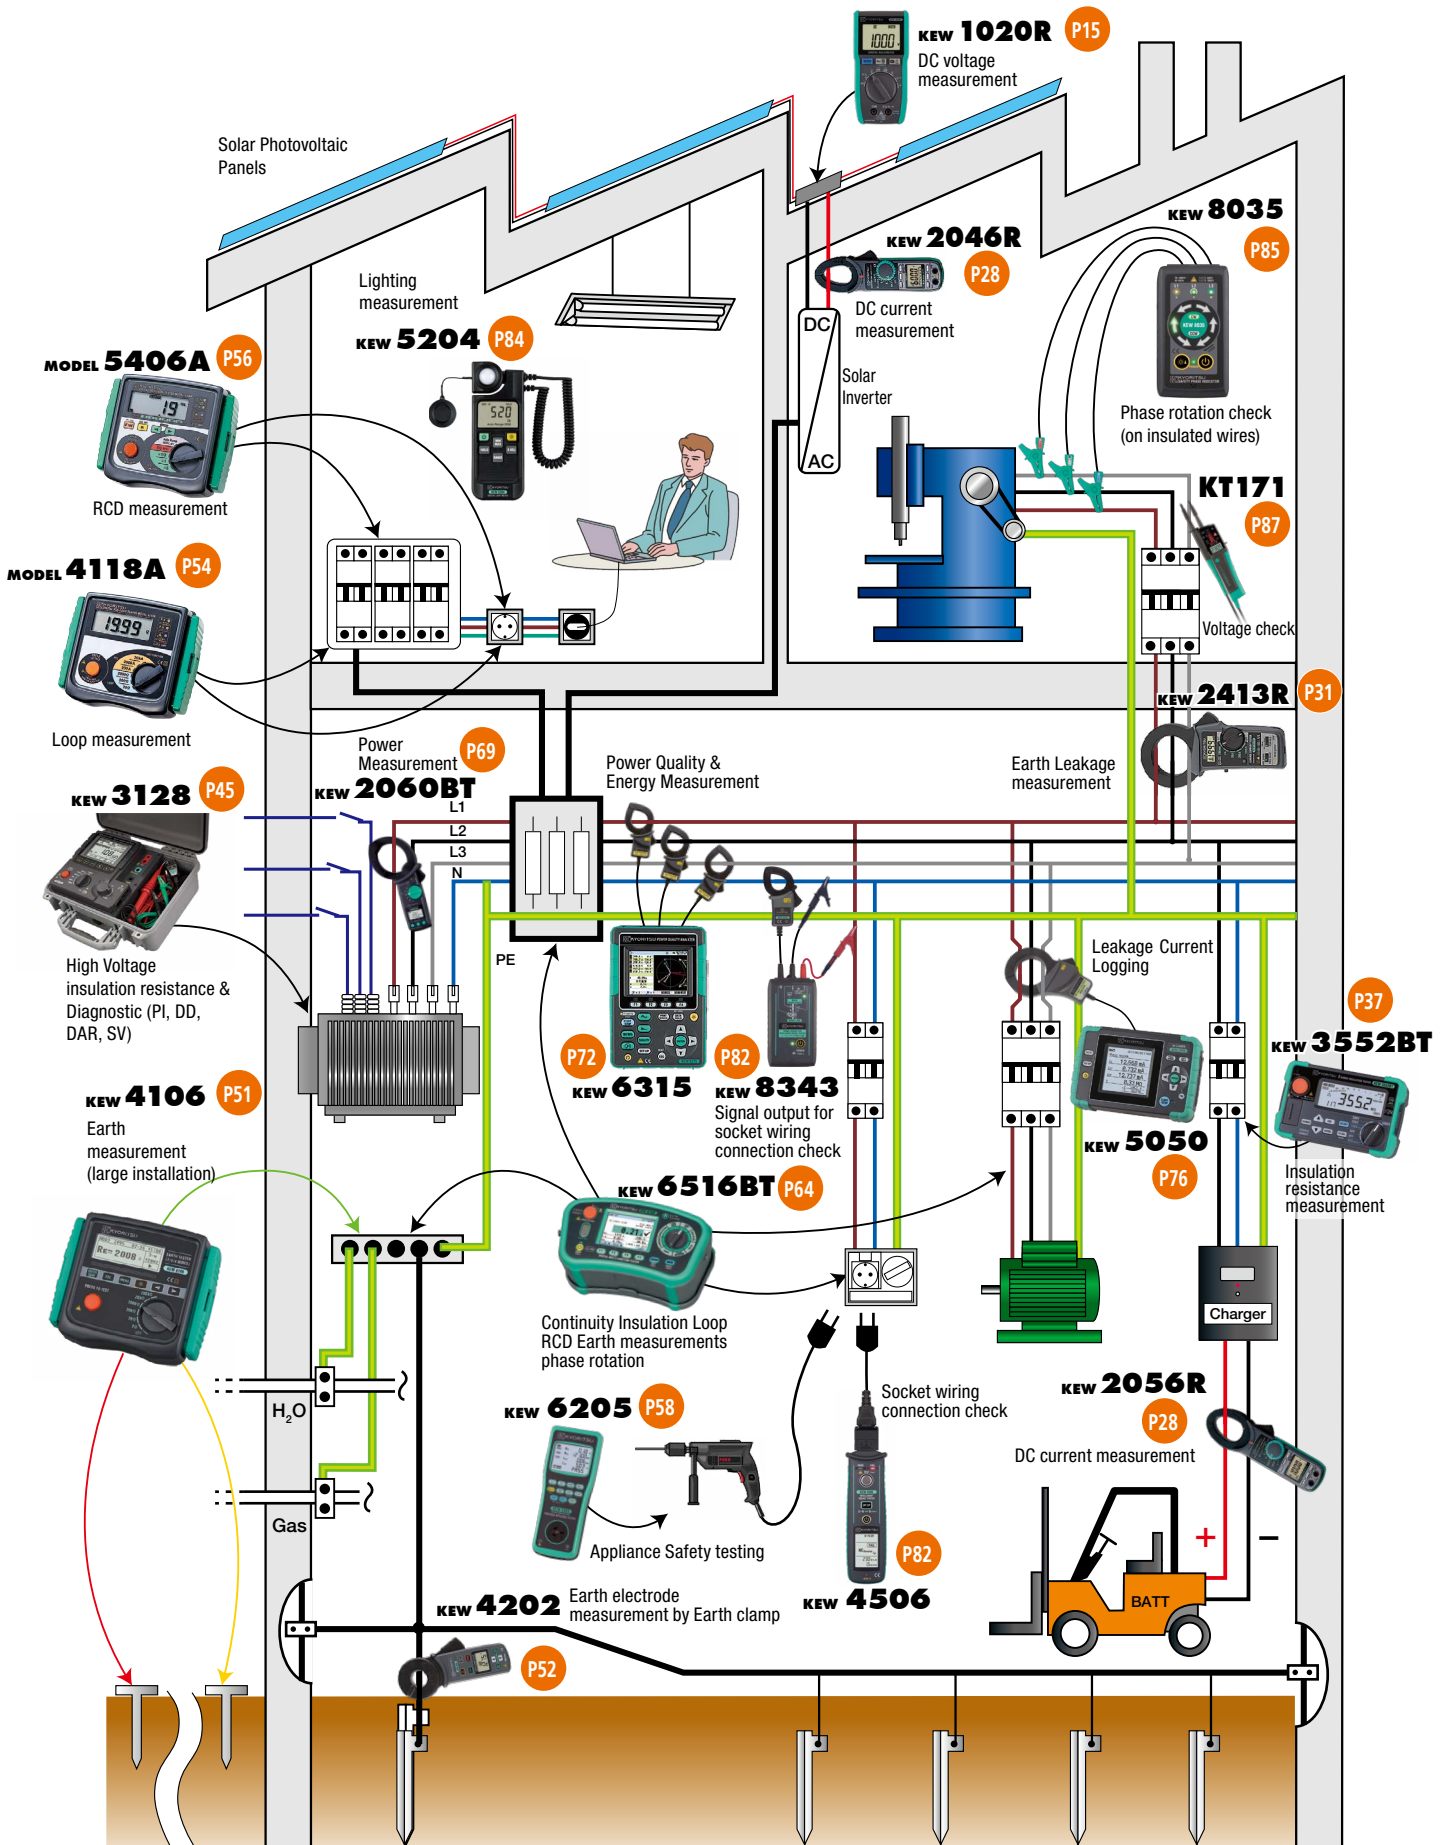 KEW 1020R P15
DC voltage
measurement
Solar Photovoltaic
Panels
KEW 8035
P85
KEW 2046R
P28
DC current
measurement
Lighting
measurement
KEW 5204 P84
MODEL 5406A P56
RCD measurement
DC
AC
Solar
Inverter
Phase rotation check
(on insulated wires)
KT171
P87
Voltage check
MODEL 4118A P54
Loop measurement
KEW 2413R P31
Earth Leakage
measurement
Power
Measurement P69
KEW 2060BT
Power Quality &
Energy Measurement
KEW 3128 P45
High Voltage
insulation resistance &
Diagnostic (PI, DD,
DAR, SV)
L1
L2
L3
N
PE
Leakage Current
Logging
P72
KEW 6315
P82
KEW 8343
Signal output for
socket wiring
connection check
KEW 5050
P76
P37
KEW 3552BT
Insulation
resistance
measurement
KEW 4106 P51
Earth
measurement
(large installation)
KEW 6516BT P64
Continuity Insulation Loop
RCD Earth measurements
phase rotation
Charger
H2O
Gas
KEW 6205 P58
Appliance Safety testing
Socket wiring
connection check
P82
KEW 4506
KEW 2056R
P28
DC current measurement
+ −
BATT
KEW 4202 Earth electrode
measurement by Earth clamp
P52